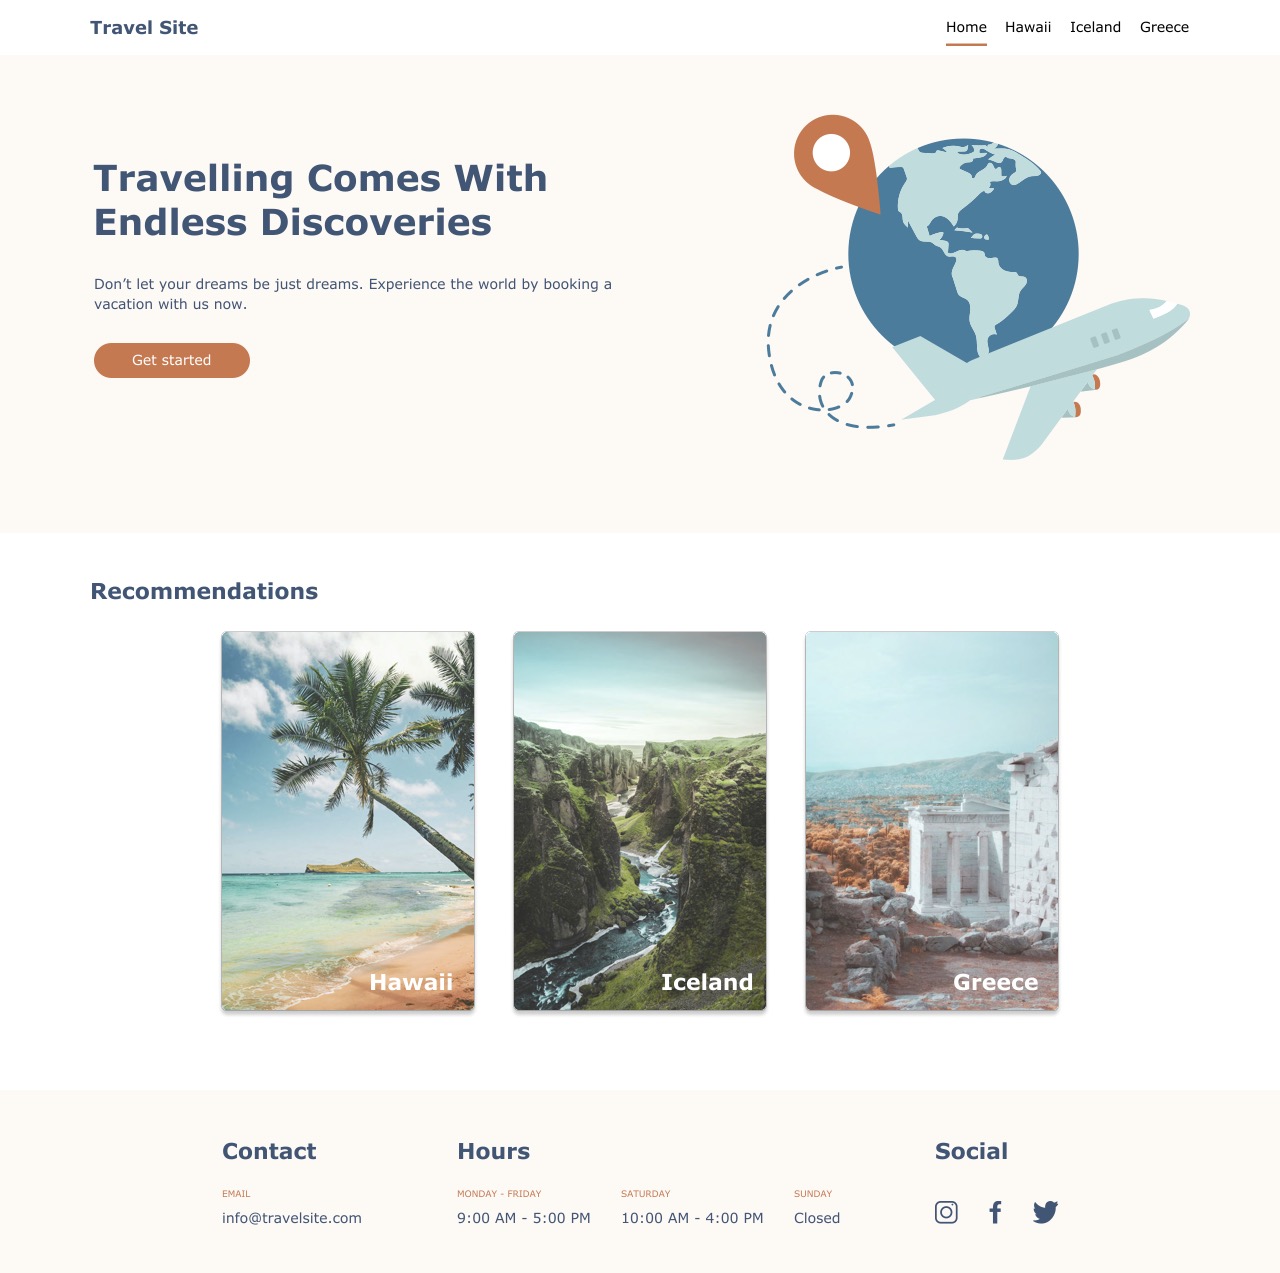 Travel Site
Home Hawaii Iceland Greece
Travelling Comes With
Endless Discoveries
Don’t let your dreams be just dreams. Experience the world by booking a
vacation with us now.
Get started
Recommendations
Hawaii
Iceland
Greece
Contact
EMAIL
info@travelsite.com
Hours
MONDAY - FRIDAY
9:00 AM - 5:00 PM
SATURDAY
10:00 AM - 4:00 PM
SUNDAY
Closed
Social